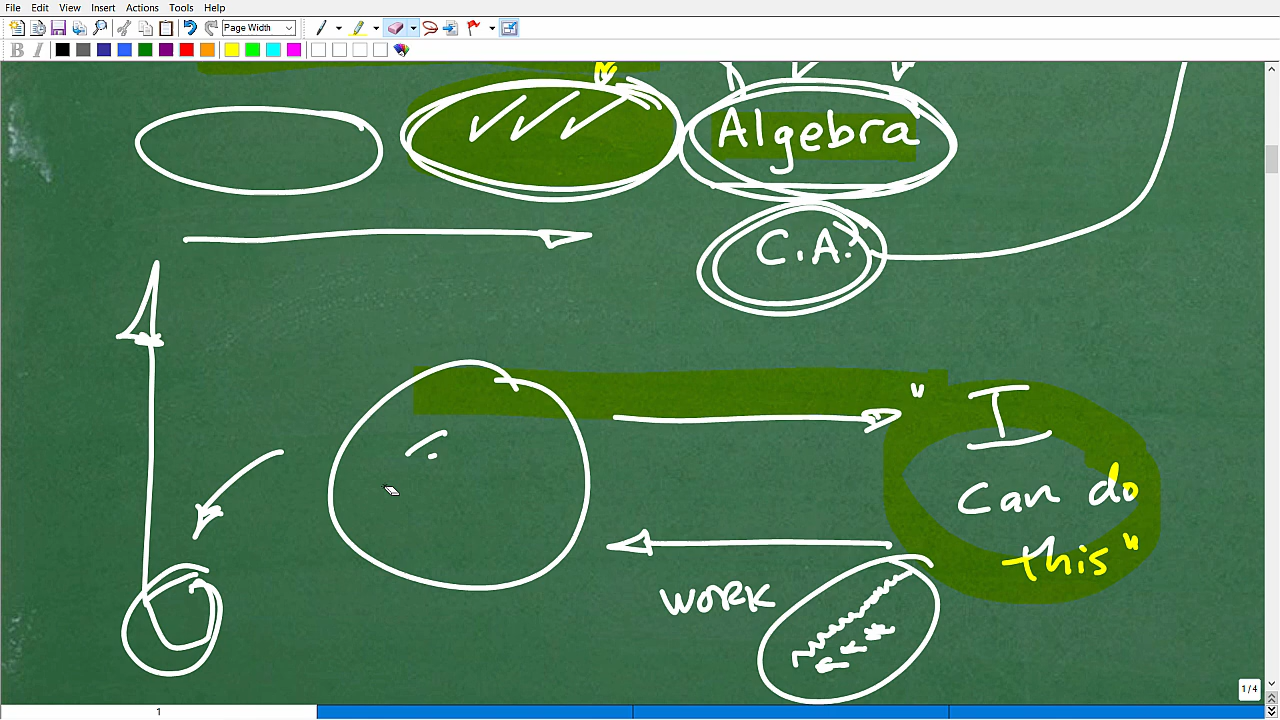 File Edit View Insert Actions Tools Help
Page Width
B I
Algebra
C.A.
" I
Can do
this"
WORK
1/4
1